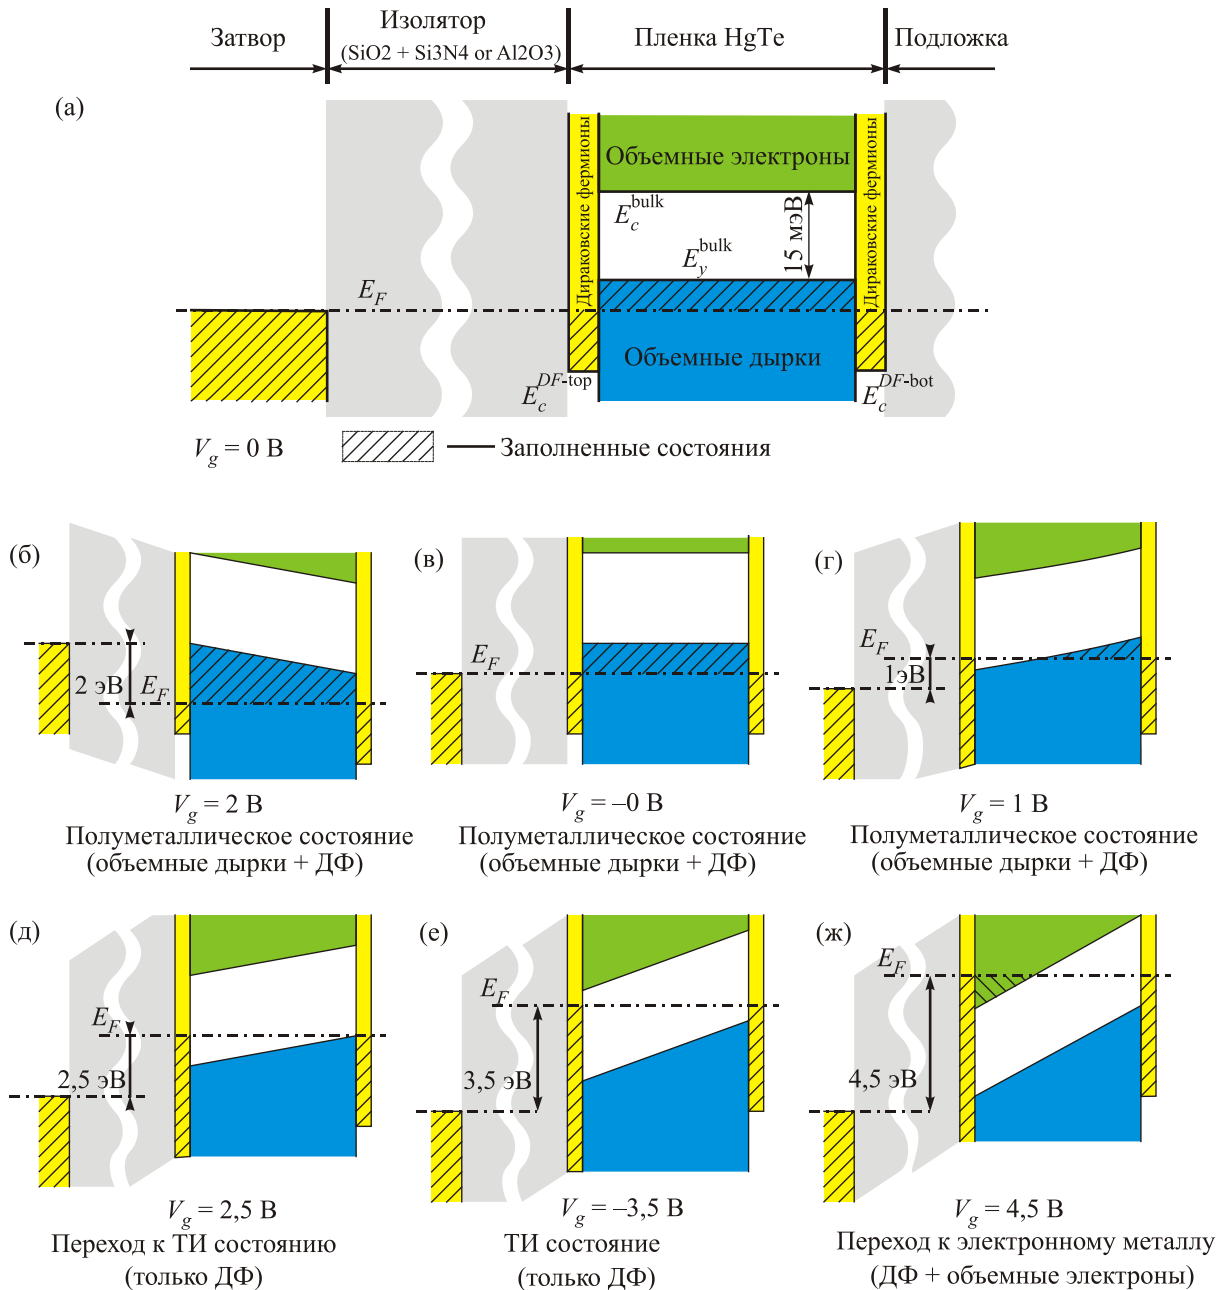 Затвор
Изолятор
(SiO2 + Si3N4 or Al2O3)
Пленка HgTe
Подложка
(а)
Дираковские фермионы
Объемные электроны
Дираковские фермионы
E_c^bulk
15 мэВ
E_y^bulk
E_F
Объемные дырки
E_c^DF-top
E_c^DF-bot
V_g = 0 В
Заполненные состояния
(б)
2 эВ
E_F
V_g = 2 В
Полуметаллическое состояние
(объемные дырки + ДФ)
(в)
E_F
V_g = –0 В
Полуметаллическое состояние
(объемные дырки + ДФ)
(г)
E_F
1эВ
V_g = 1 В
Полуметаллическое состояние
(объемные дырки + ДФ)
(д)
E_F
2,5 эВ
V_g = 2,5 В
Переход к ТИ состоянию
(только ДФ)
(е)
E_F
3,5 эВ
V_g = –3,5 В
ТИ состояние
(только ДФ)
(ж)
E_F
4,5 эВ
V_g = 4,5 В
Переход к электронному металлу
(ДФ + объемные электроны)